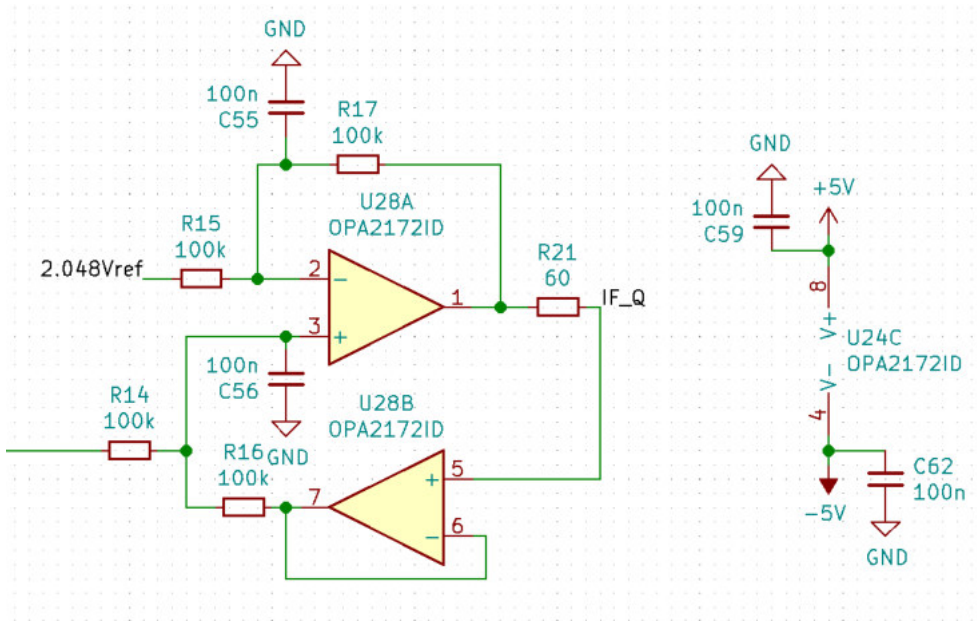 GND
100n
C55
R17
100k
U28A
OPA2172ID
R15
100k
2.048Vref
2
−
3
+
1
R21
60
IF_Q
100n
C56
GND
R14
100k
U28B
OPA2172ID
R16
100k
7
+
5
−
6
GND
100n
C59
+5V
8
V+
U24C
OPA2172ID
V−
4
−5V
C62
100n
GND